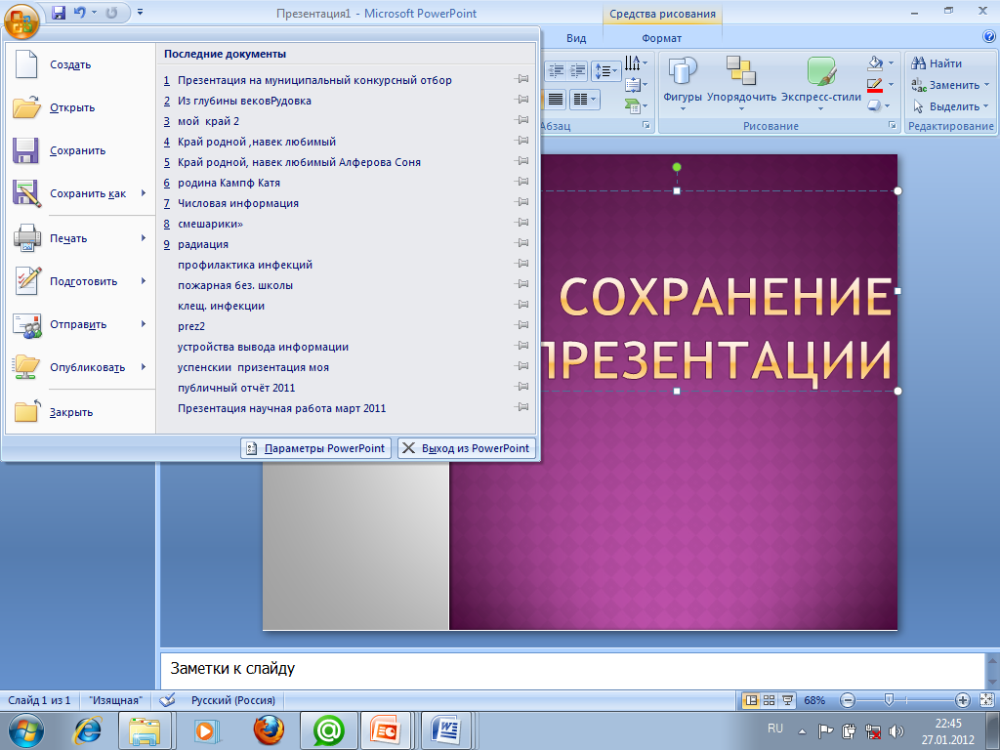 Презентация1 - Microsoft PowerPoint
Средства рисования
Вид
Формат
Создать
Открыть
Сохранить
Сохранить как
Печать
Подготовить
Отправить
Опубликовать
Закрыть
Последние документы
1 Презентация на муниципальный конкурсный отбор
2 Из глубины вековРудовка
3 мой край 2
4 Край родной ,навек любимый
5 Край родной, навек любимый Алферова Соня
6 родина Кампф Катя
7 Числовая информация
8 смешарики»
9 радиация
профилактика инфекций
пожарная без. школы
клещ. инфекции
prez2
устройства вывода информации
успенскии призентация моя
публичный отчёт 2011
Презентация научная работа март 2011
Параметры PowerPoint
Выход из PowerPoint
Фигуры
Упорядочить
Экспресс-стили
Найти
Заменить
Выделить
Абзац
Рисование
Редактирование
СОХРАНЕНИЕ
ПРЕЗЕНТАЦИИ
Заметки к слайду
Слайд 1 из 1
"Изящная"
Русский (Россия)
68%
RU
22:45
27.01.2012